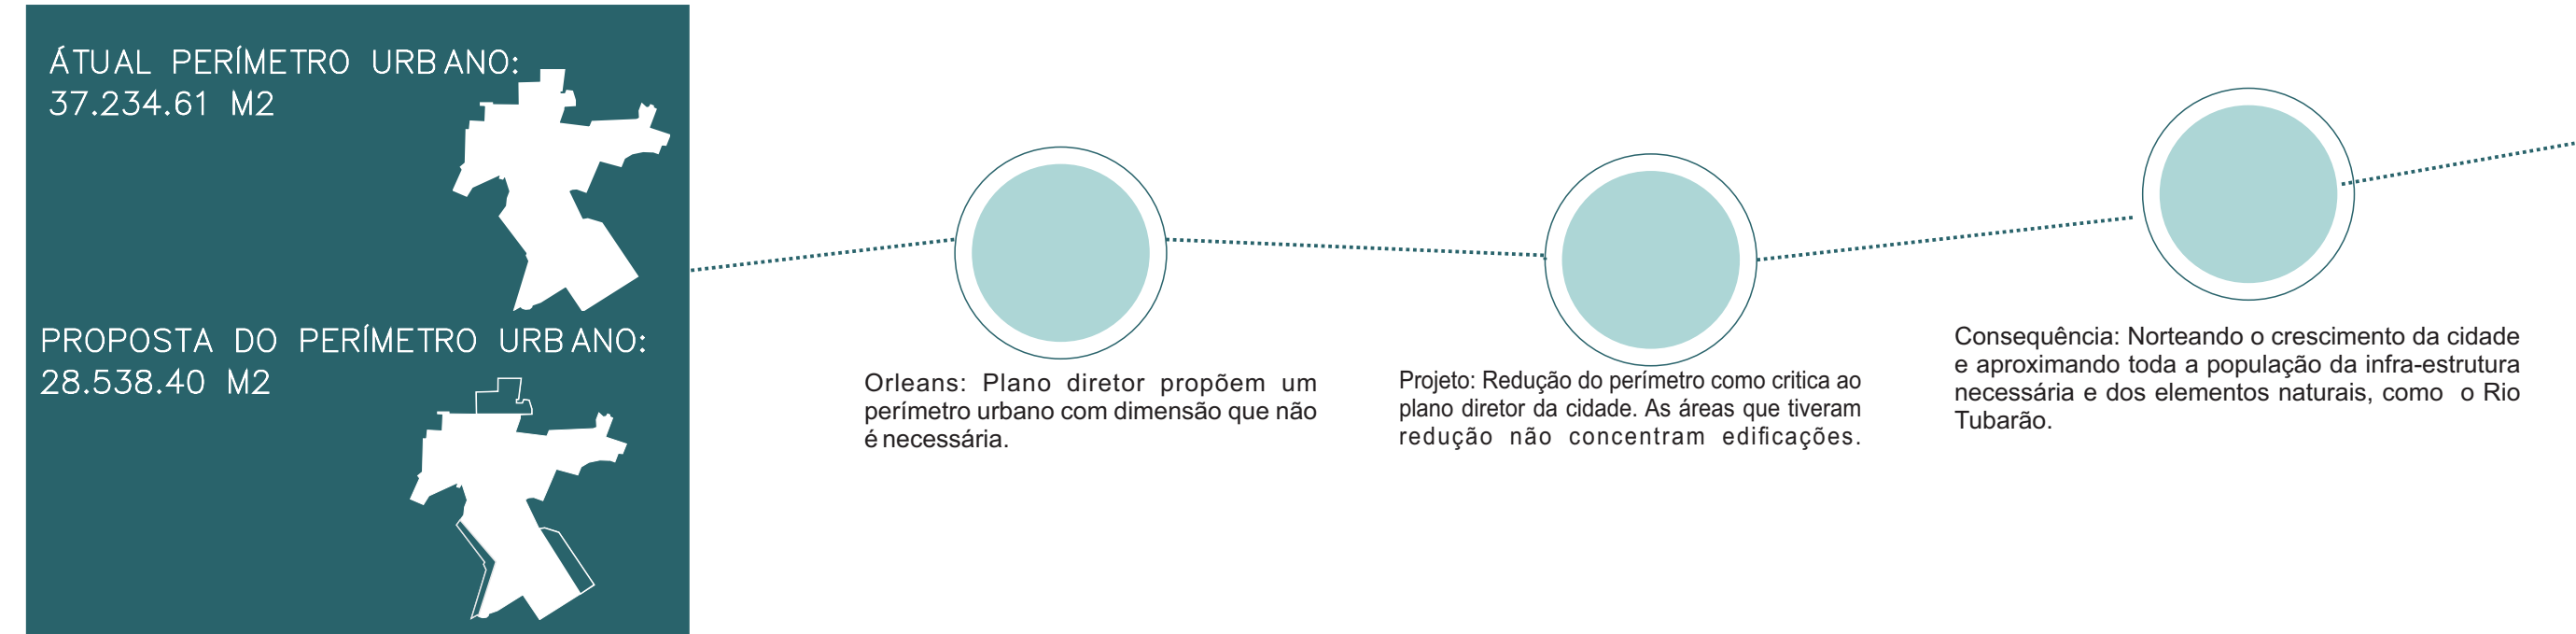 ÁTUAL PERÍMETRO URBANO:
37.234.61 M2
PROPOSTA DO PERÍMETRO URBANO:
28.538.40 M2
Orleans: Plano diretor propõem um
perímetro urbano com dimensão que não
é necessária.
Projeto: Redução do perímetro como critica ao
plano diretor da cidade. As áreas que tiveram
redução não concentram edificações.
Consequência: Norteando o crescimento da cidade
e aproximando toda a população da infra-estrutura
necessária e dos elementos naturais, como o Rio
Tubarão.